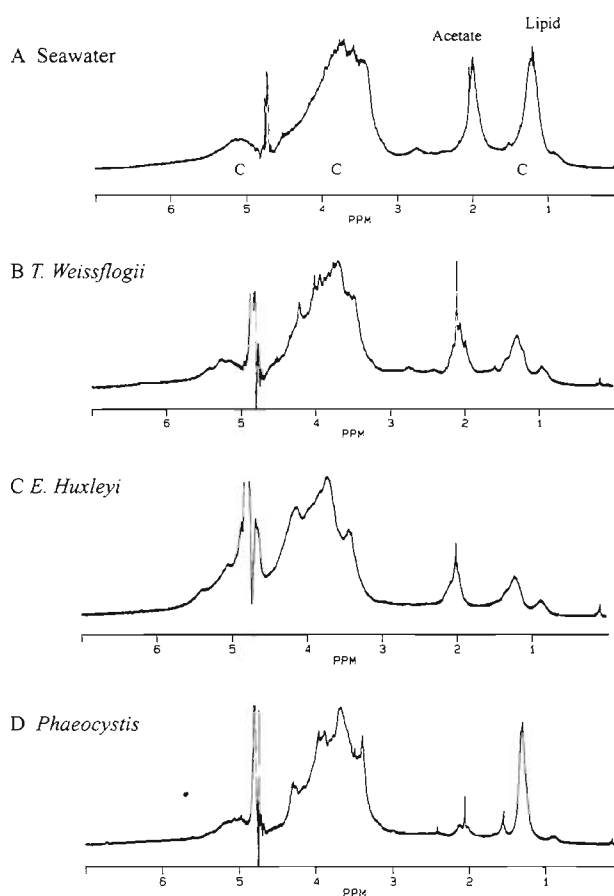 Lipid
Acetate
A Seawater
C C C
6 5 4 3 2 1
PPM
B T. Weissflogii
6 5 4 3 2 1
PPM
C E. Huxleyi
6 5 4 3 2 1
PPM
D Phaeocystis
6 5 4 3 2 1
PPM